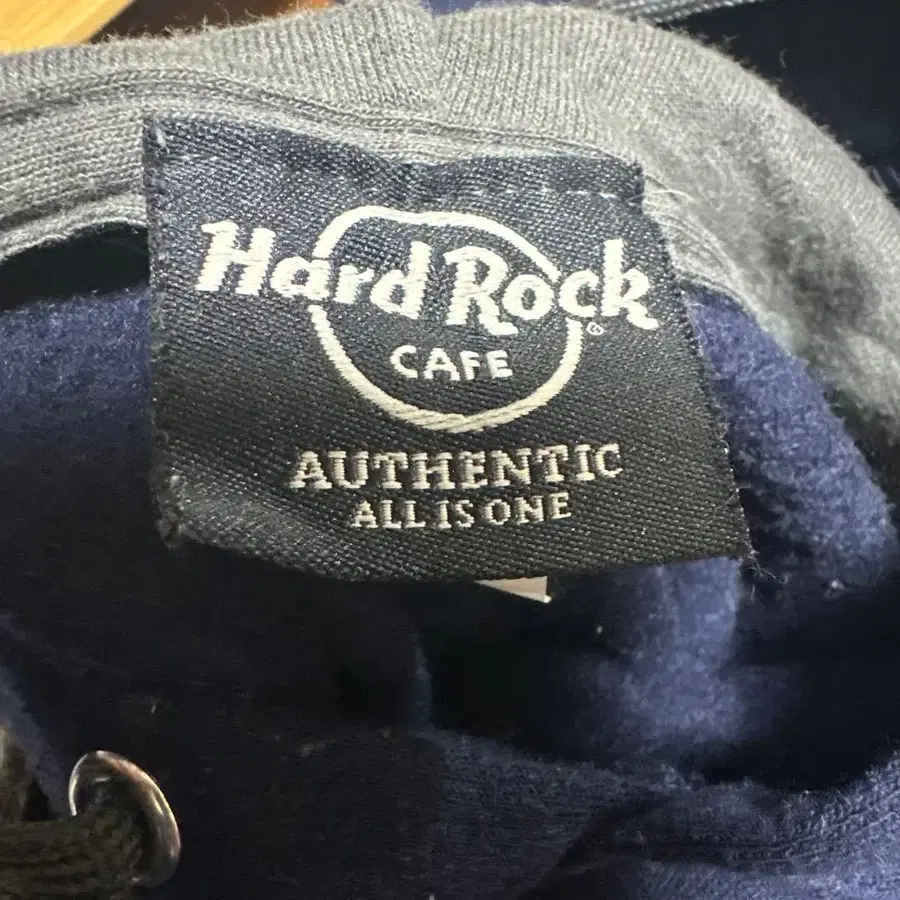 Hard Rock
CAFE
AUTHENTIC
ALL IS ONE